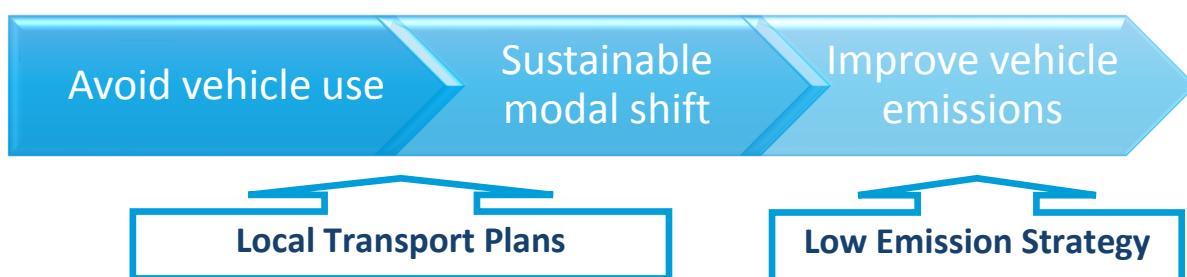 Avoid vehicle use
Sustainable
modal shift
Improve vehicle
emissions
Local Transport Plans
Low Emission Strategy